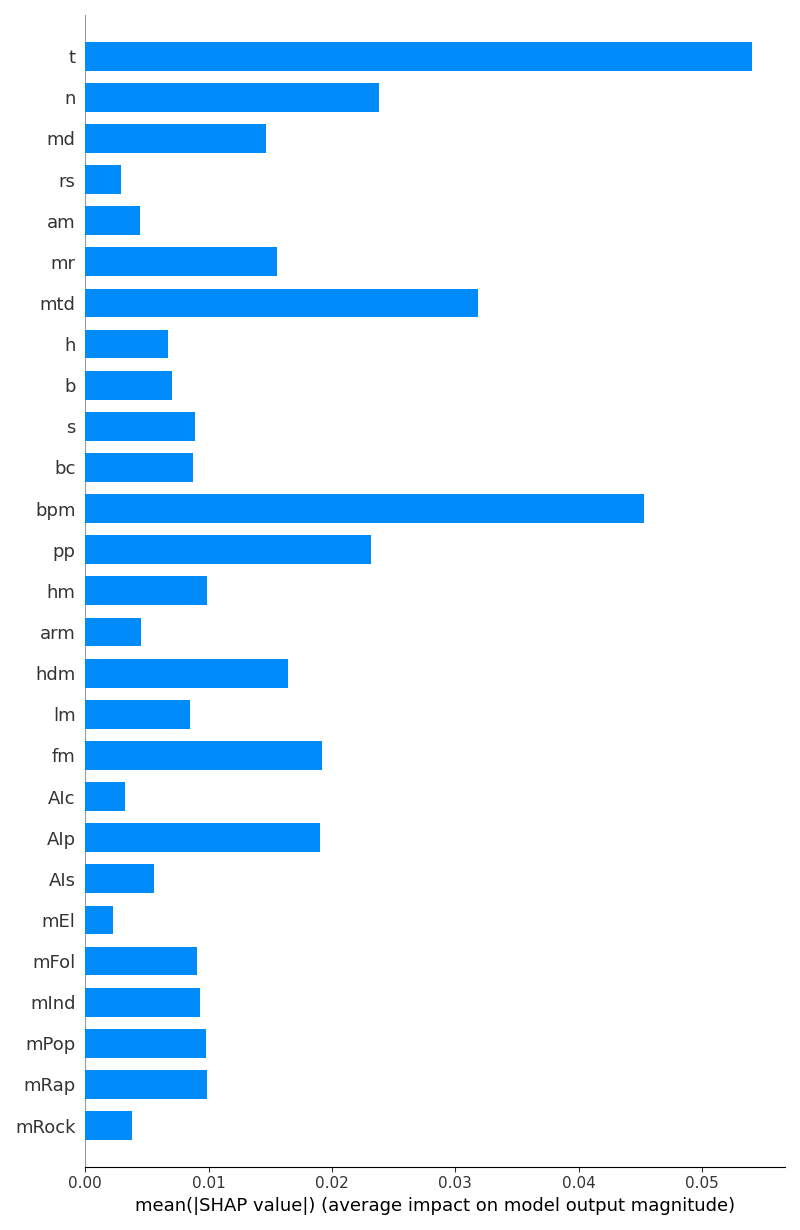 t
n
md
rs
am
mr
mtd
h
b
s
bc
bpm
pp
hm
arm
hdm
lm
fm
AIc
AIp
AIs
mEl
mFol
mInd
mPop
mRap
mRock
0.00 0.01 0.02 0.03 0.04 0.05
mean(|SHAP value|) (average impact on model output magnitude)